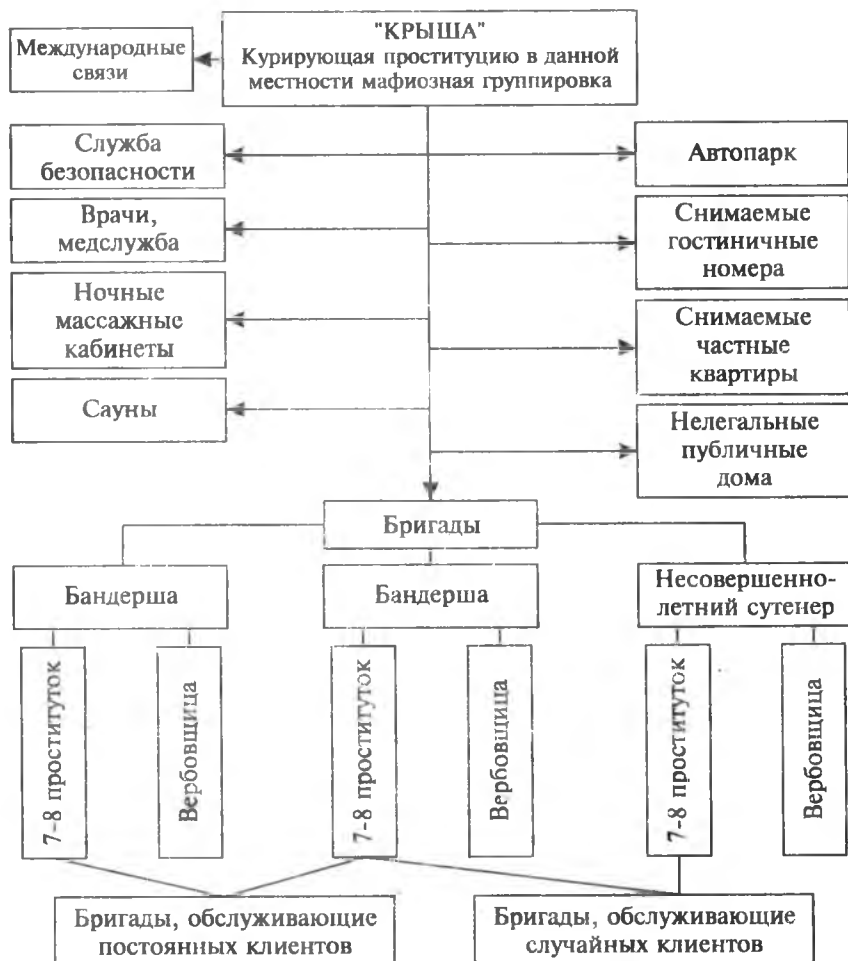 "КРЫША"
Курирующая проституцию в данной
местности мафиозная группировка
Международные
связи
Служба
безопасности
Автопарк
Врачи,
медслужба
Снимаемые
гостиничные
номера
Ночные
массажные
кабинеты
Снимаемые
частные
квартиры
Сауны
Нелегальные
публичные
дома
Бригады
Бандерша
Бандерша
Несовершенно-
летний сутенер
7-8 проституток
Вербовщица
7-8 проституток
Вербовщица
7-8 проституток
Вербовщица
Бригады, обслуживающие
постоянных клиентов
Бригады, обслуживающие
случайных клиентов